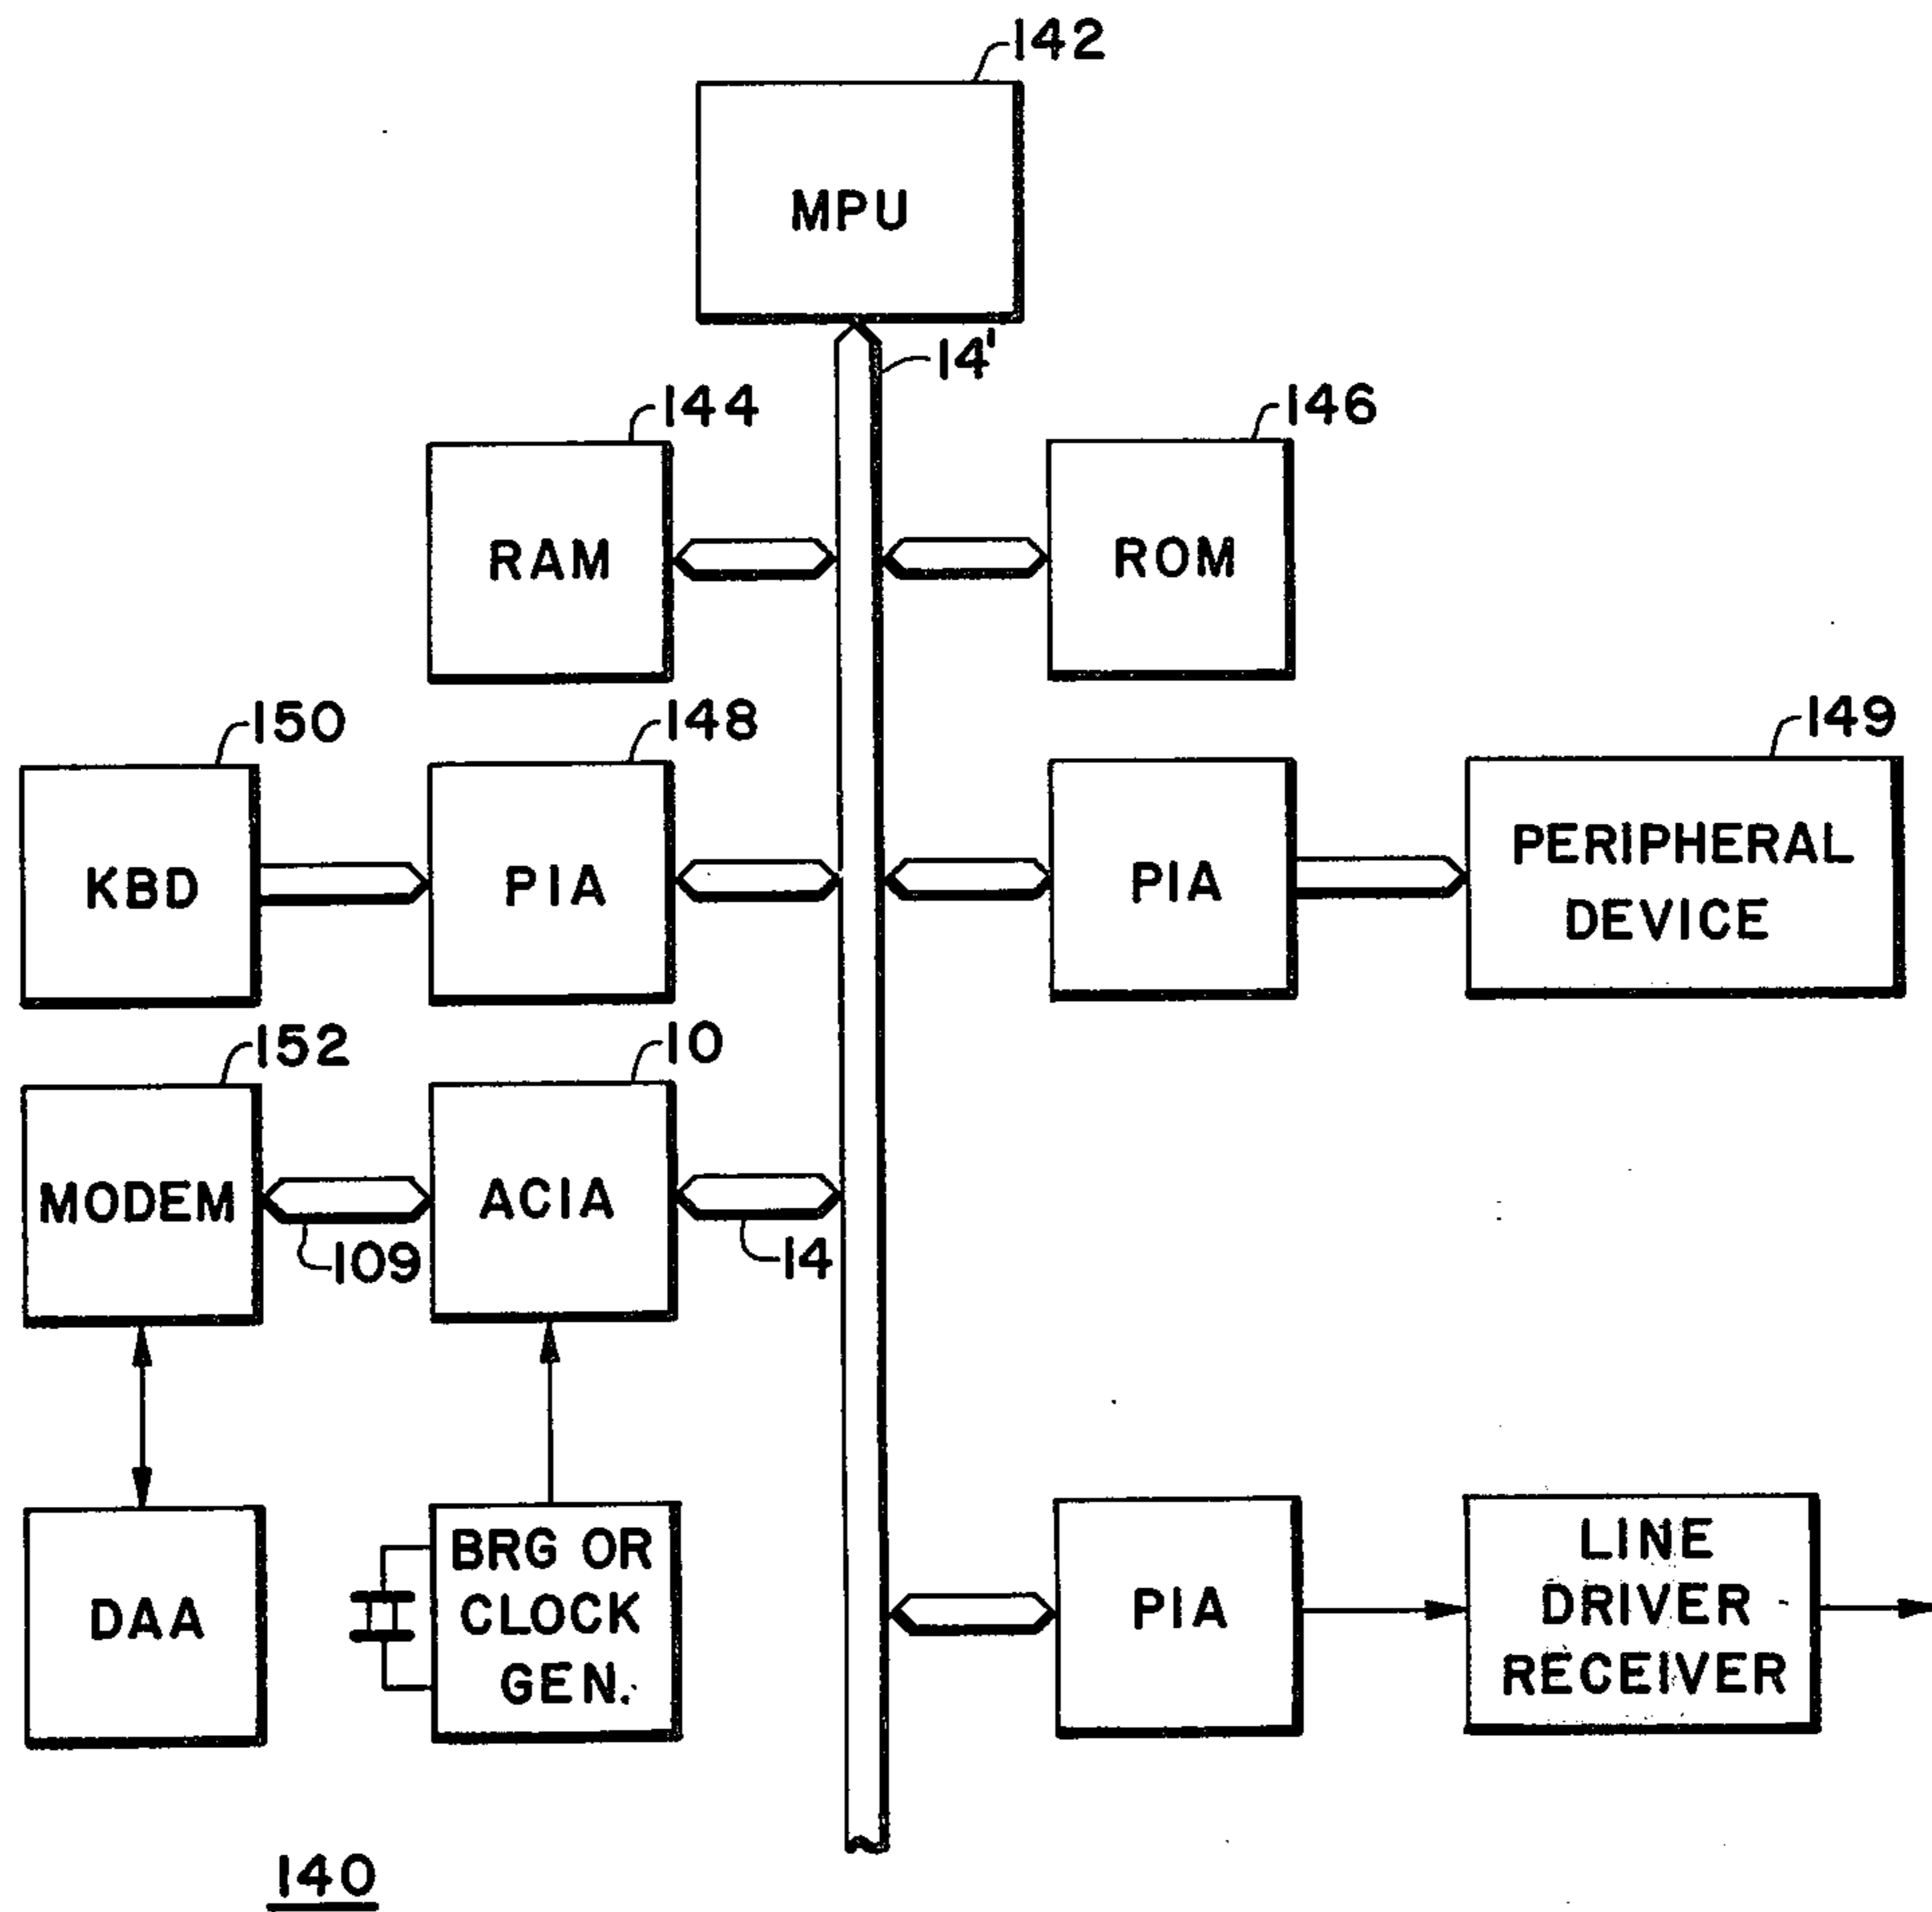 142
MPU
14'
144
146
RAM
ROM
150
148
149
KBD
PIA
PIA
PERIPHERAL
DEVICE
152
10
MODEM
ACIA
109
14
DAA
BRG OR
CLOCK
GEN.
PIA
LINE
DRIVER
RECEIVER
140